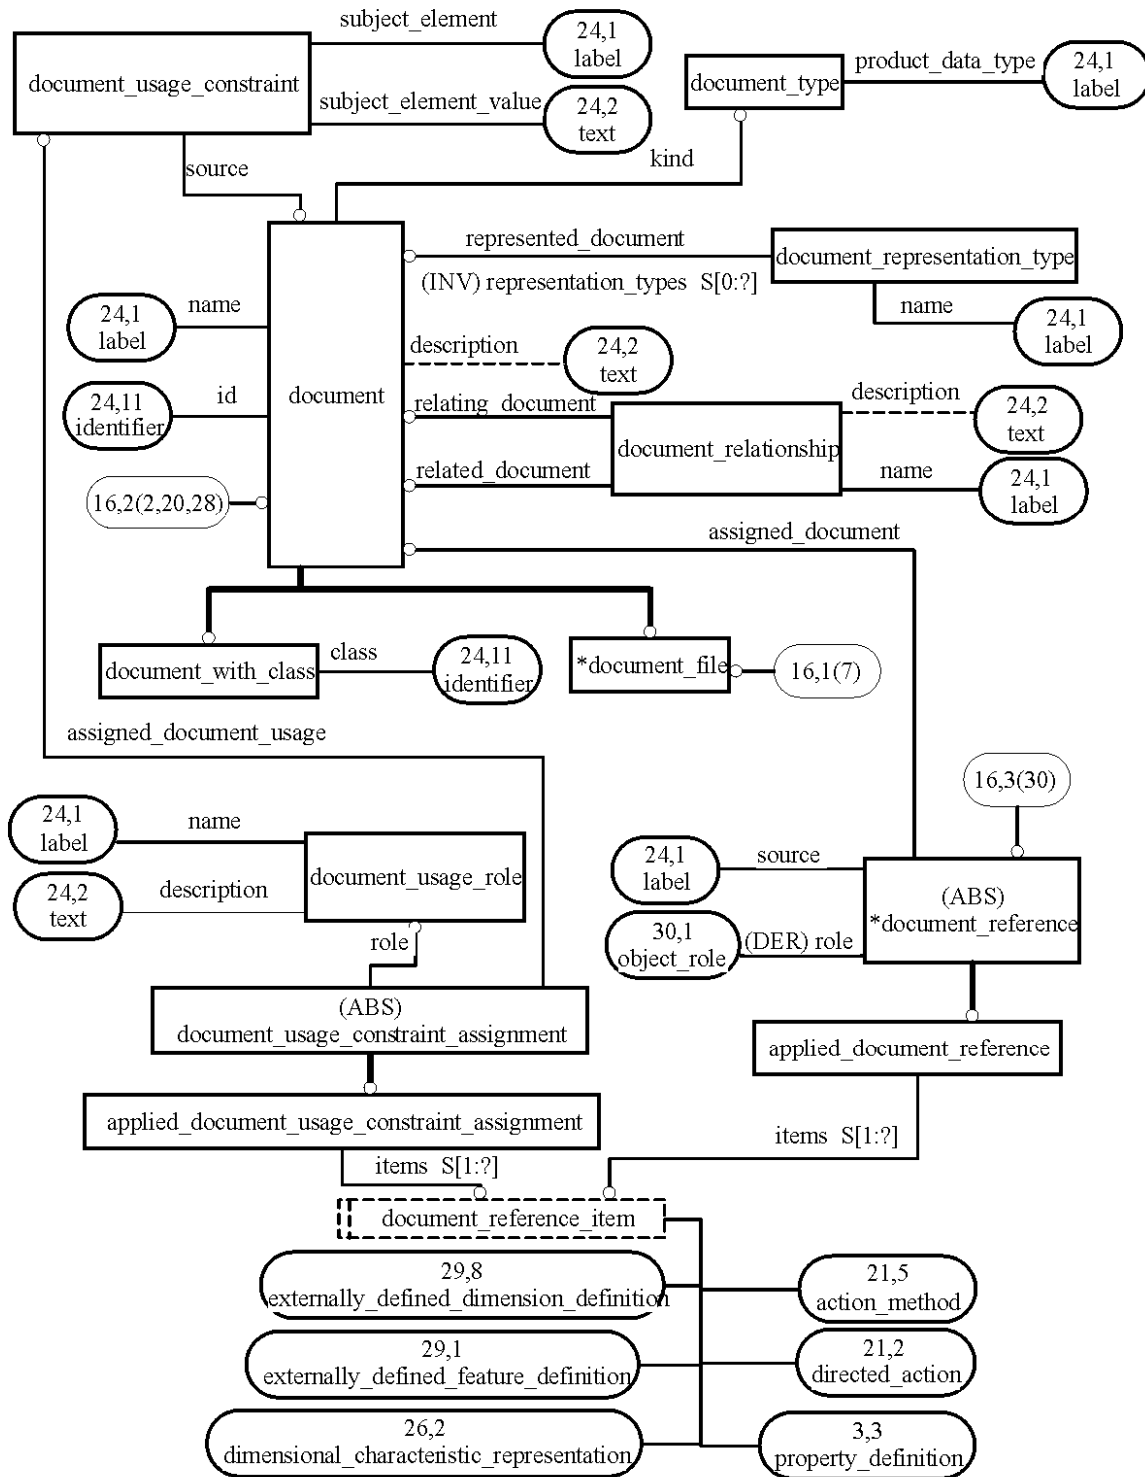 subject_element
24,1
label
document_usage_constraint
subject_element_value
24,2
text
document_type
product_data_type
24,1
label
source
kind
represented_document
(INV) representation_types S[0:?]
document_representation_type
name
24,1
label
name
24,1
label
description
24,2
text
document
id
24,11
identifier
relating_document
related_document
document_relationship
description
24,2
text
name
24,1
label
16,2(2,20,28)
assigned_document
document_with_class
class
24,11
identifier
*document_file
16,1(7)
assigned_document_usage
16,3(30)
24,1
label
name
24,2
text
description
document_usage_role
24,1
label
source
(ABS)
*document_reference
30,1
object_role
(DER) role
role
(ABS)
document_usage_constraint_assignment
applied_document_reference
applied_document_usage_constraint_assignment
items S[1:?]
items S[1:?]
document_reference_item
29,8
externally_defined_dimension_definition
21,5
action_method
29,1
externally_defined_feature_definition
21,2
directed_action
26,2
dimensional_characteristic_representation
3,3
property_definition